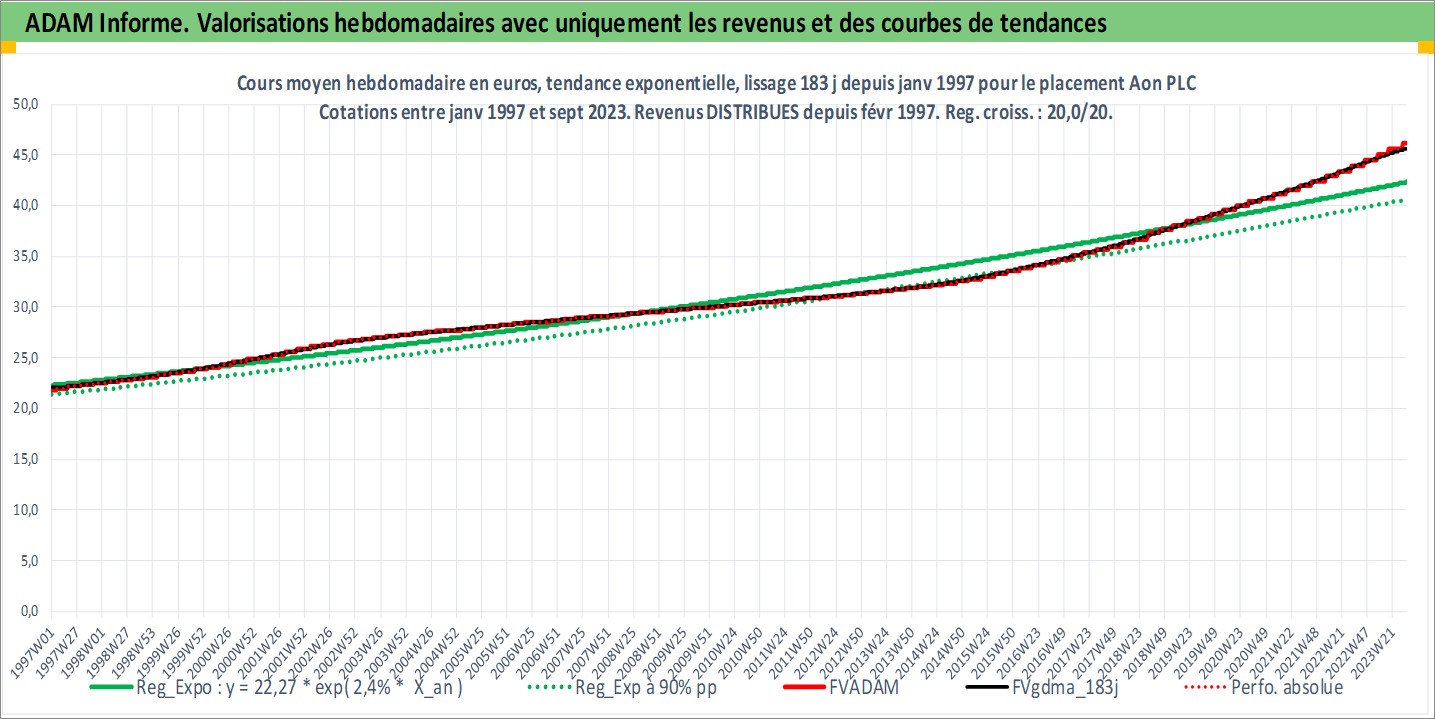 ADAM Informe. Valorisations hebdomadaires avec uniquement les revenus et des courbes de tendances
Cours moyen hebdomadaire en euros, tendance exponentielle, lissage 183 j depuis janv 1997 pour le placement Aon PLC
Cotations entre janv 1997 et sept 2023. Revenus DISTRIBUES depuis févr 1997. Reg. croiss. : 20,0/20.
50,0
45,0
40,0
35,0
30,0
25,0
20,0
15,0
10,0
5,0
0,0
1997W01
1997W27
1998W01
1998W27
1998W53
1999W26
1999W52
2000W26
2000W52
2001W26
2001W52
2002W26
2002W52
2003W26
2003W52
2004W26
2004W52
2005W25
2005W51
2006W25
2006W51
2007W25
2007W51
2008W25
2008W51
2009W25
2009W51
2010W24
2010W50
2011W24
2011W50
2012W24
2012W50
2013W24
2013W50
2014W24
2014W50
2015W24
2015W50
2016W23
2016W49
2017W23
2017W49
2018W23
2018W49
2019W23
2019W49
2020W23
2020W49
2021W22
2021W48
2022W21
2022W47
2023W21
Reg_Expo : y = 22,27 * exp( 2,4% * X_an )
Reg_Exp à 90% pp
FVADAM
FVgdma_183j
Perfo. absolue